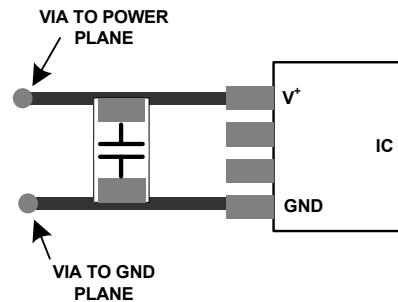 VIA TO POWER
PLANE
V+
IC
GND
VIA TO GND
PLANE